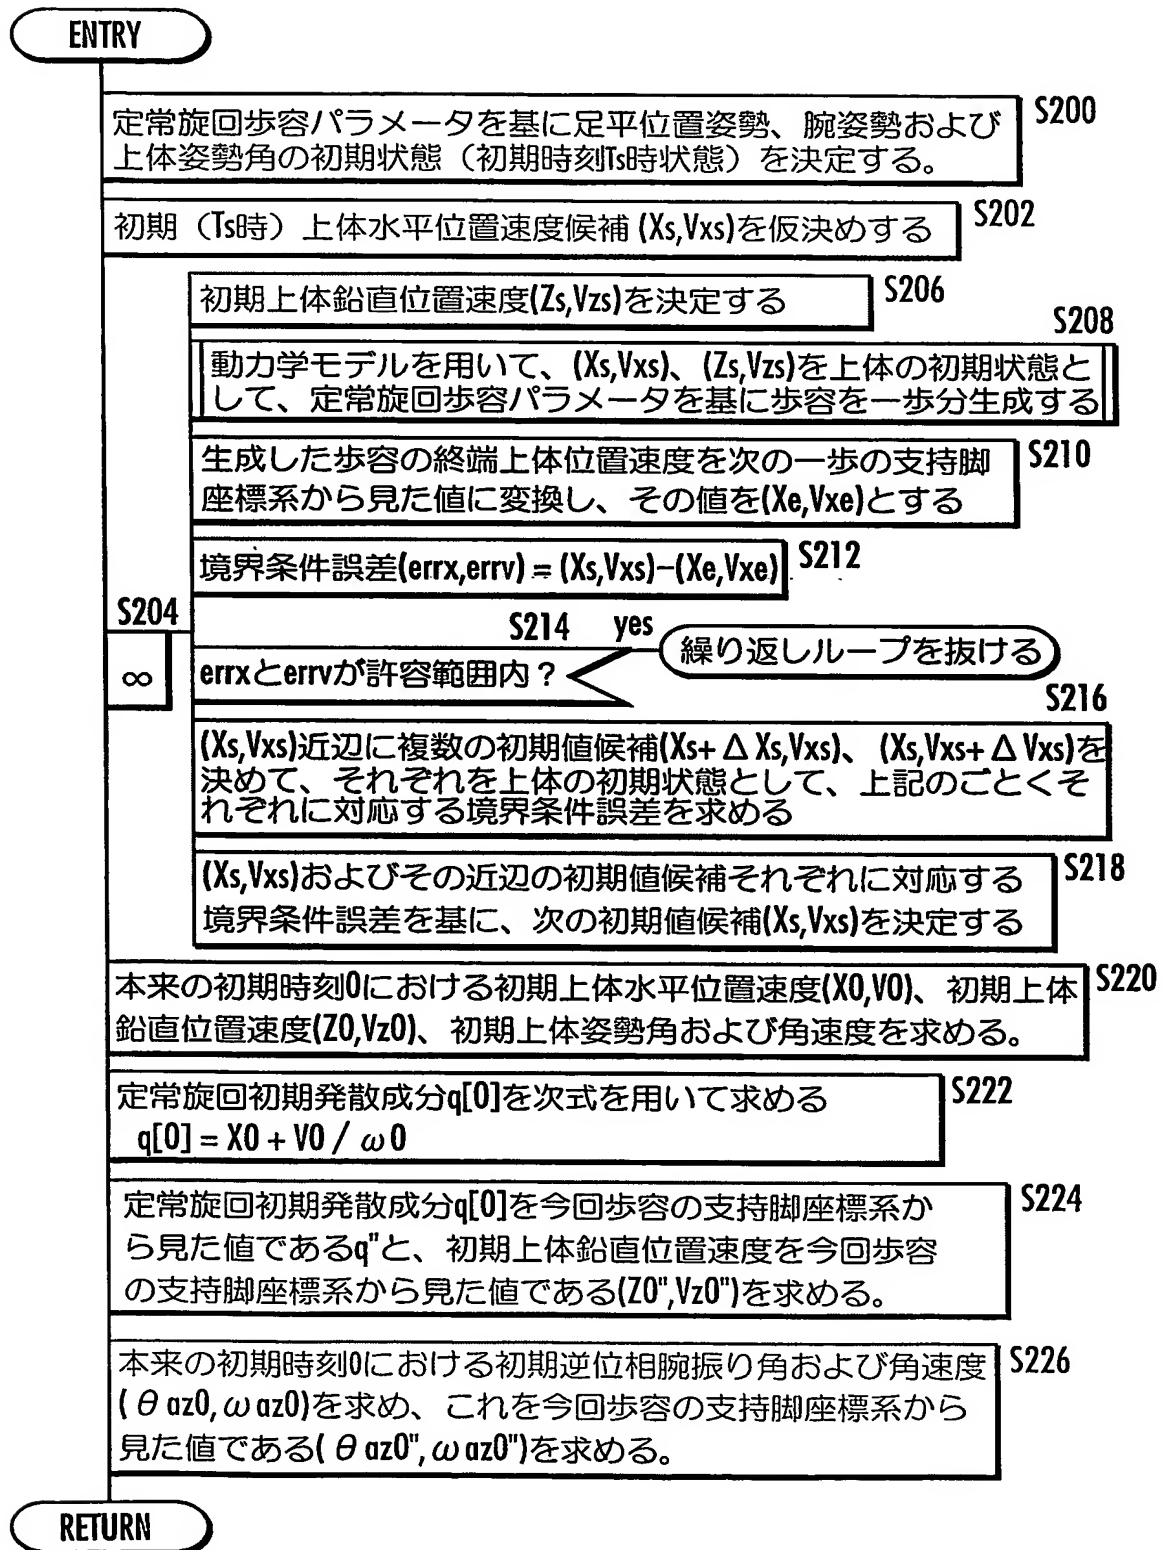 ENTRY
定常旋回歩容パラメータを基に足平位置姿勢、腕姿勢および
上体姿勢角の初期状態（初期時刻Ts時状態）を決定する。
S200
初期（Ts時）上体水平位置速度候補 (Xs,Vxs)を仮決めする
S202
初期上体鉛直位置速度(Zs,Vzs)を決定する
S206
S208
動力学モデルを用いて、(Xs,Vxs)、(Zs,Vzs)を上体の初期状態と
して、定常旋回歩容パラメータを基に歩容を一歩分生成する
生成した歩容の終端上体位置速度を次の一歩の支持脚
座標系から見た値に変換し、その値を(Xe,Vxe)とする
S210
境界条件誤差(errx,errv) = (Xs,Vxs)−(Xe,Vxe)
S212
S204
∞
S214
yes
errxとerrvが許容範囲内？
繰り返しループを抜ける
S216
(Xs,Vxs)近辺に複数の初期値候補(Xs+ Δ Xs,Vxs)、(Xs,Vxs+ Δ Vxs)を
決めて、それぞれを上体の初期状態として、上記のごとくそ
れぞれに対応する境界条件誤差を求める
(Xs,Vxs)およびその近辺の初期値候補それぞれに対応する
境界条件誤差を基に、次の初期値候補(Xs,Vxs)を決定する
S218
本来の初期時刻0における初期上体水平位置速度(X0,V0)、初期上体
鉛直位置速度(Z0,Vz0)、初期上体姿勢角および角速度を求める。
S220
定常旋回初期発散成分q[0]を次式を用いて求める
q[0] = X0 + V0 / ω0
S222
定常旋回初期発散成分q[0]を今回歩容の支持脚座標系か
ら見た値であるq"と、初期上体鉛直位置速度を今回歩容
の支持脚座標系から見た値である(Z0",Vz0")を求める。
S224
本来の初期時刻0における初期逆位相腕振り角および角速度
( θ az0, ω az0)を求め、これを今回歩容の支持脚座標系から
見た値である( θ az0", ω az0")を求める。
S226
RETURN